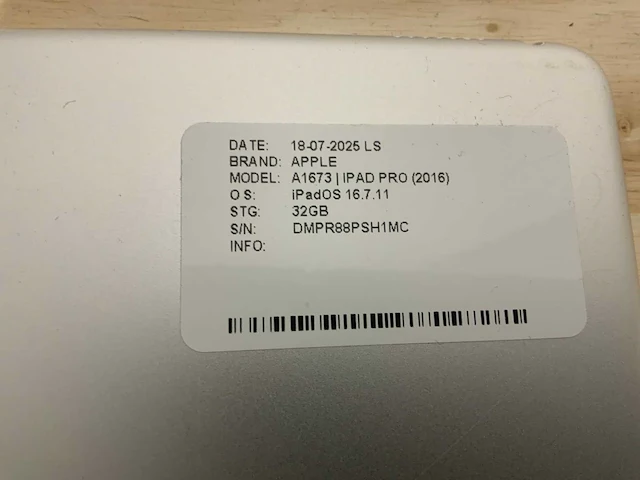 DATE: 18-07-2025 LS
BRAND: APPLE
MODEL: A1673 | IPAD PRO (2016)
OS: iPadOS 16.7.11
STG: 32GB
S/N: DMPR88PSH1MC
INFO: